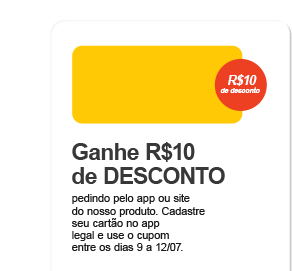 R$10
de desconto
Ganhe R$10
de DESCONTO
pedindo pelo app ou site
do nosso produto. Cadastre
seu cartão no app
legal e use o cupom
entre os dias 9 a 12/07.